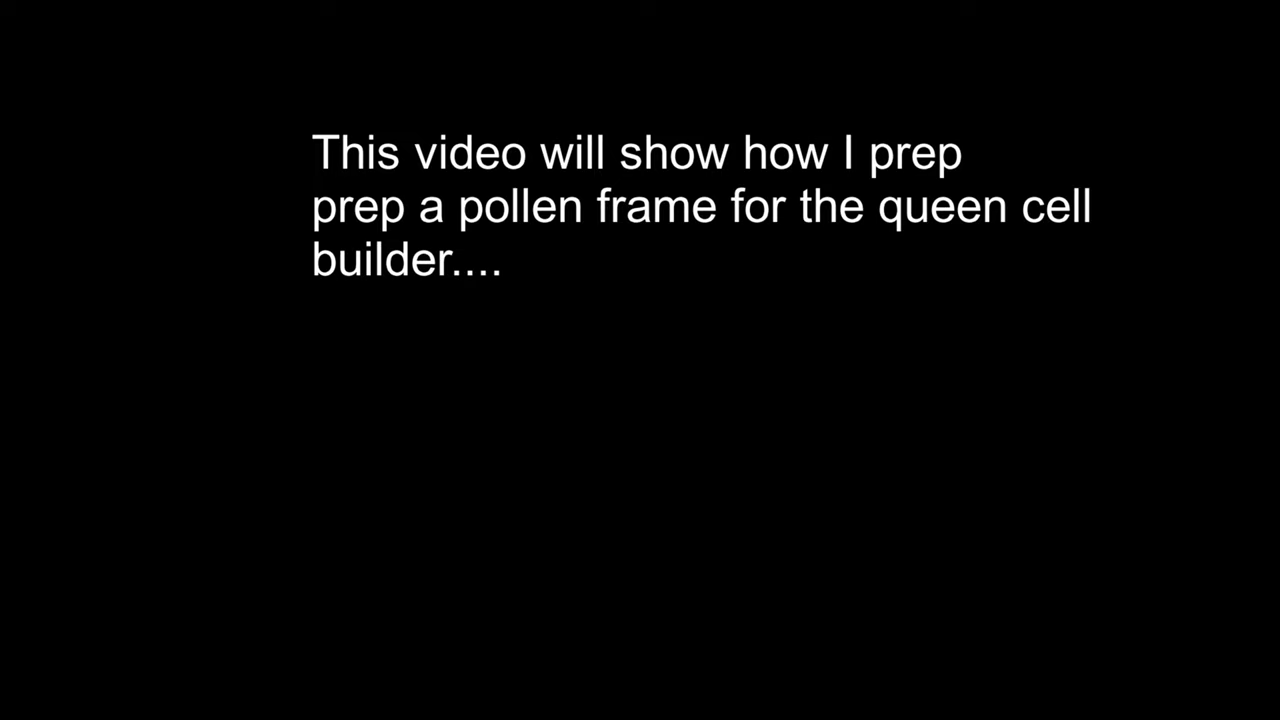 This video will show how I prep
prep a pollen frame for the queen cell
builder....